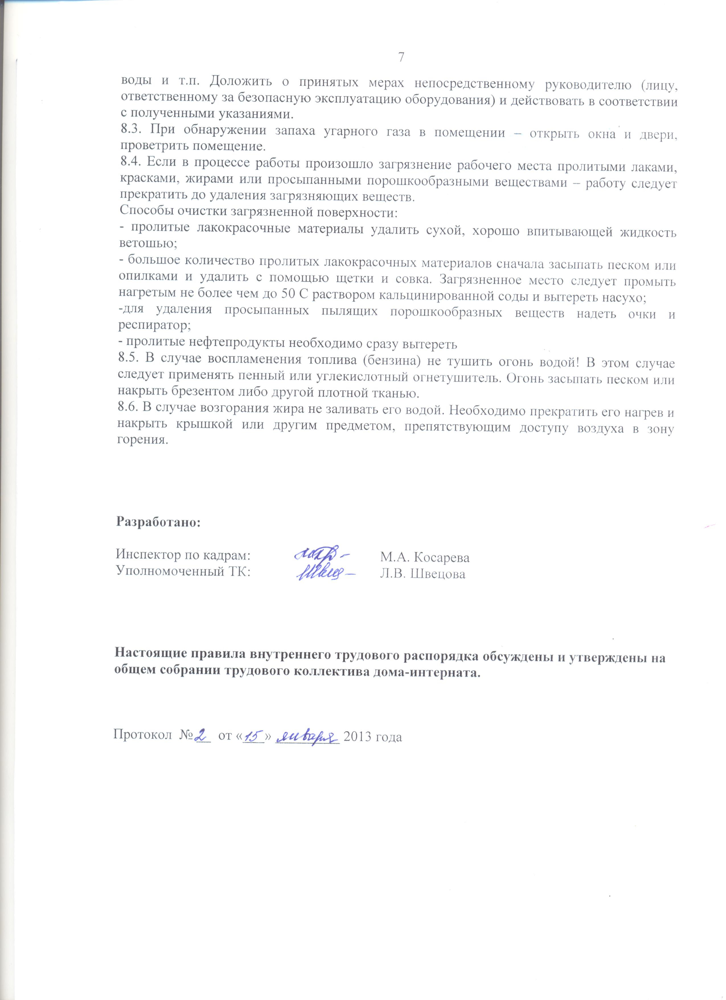 7
воды и т.п. Доложить о принятых мерах непосредственному руководителю (лицу,
ответственному за безопасную эксплуатацию оборудования) и действовать в соответствии
с полученными указаниями.
8.3. При обнаружении запаха угарного газа в помещении – открыть окна и двери,
проветрить помещение.
8.4. Если в процессе работы произошло загрязнение рабочего места пролитыми лаками,
красками, жирами или просыпанными порошкообразными веществами – работу следует
прекратить до удаления загрязняющих веществ.
Способы очистки загрязненной поверхности:
- пролитые лакокрасочные материалы удалить сухой, хорошо впитывающей жидкость
ветошью;
- большое количество пролитых лакокрасочных материалов сначала засыпать песком или
опилками и удалить с помощью щетки и совка. Загрязненное место следует промыть
нагретым не более чем до 50 С раствором кальцинированной соды и вытереть насухо;
-для удаления просыпанных пылящих порошкообразных веществ надеть очки и
респиратор;
- пролитые нефтепродукты необходимо сразу вытереть
8.5. В случае воспламенения топлива (бензина) не тушить огонь водой! В этом случае
следует применять пенный или углекислотный огнетушитель. Огонь засыпать песком или
накрыть брезентом либо другой плотной тканью.
8.6. В случае возгорания жира не заливать его водой. Необходимо прекратить его нагрев и
накрыть крышкой или другим предметом, препятствующим доступу воздуха в зону
горения.
Разработано:
Инспектор по кадрам: М.А. Косарева
Уполномоченный ТК: Л.В. Швецова
Настоящие правила внутреннего трудового распорядка обсуждены и утверждены на
общем собрании трудового коллектива дома-интерната.
Протокол №2 от «15» января 2013 года